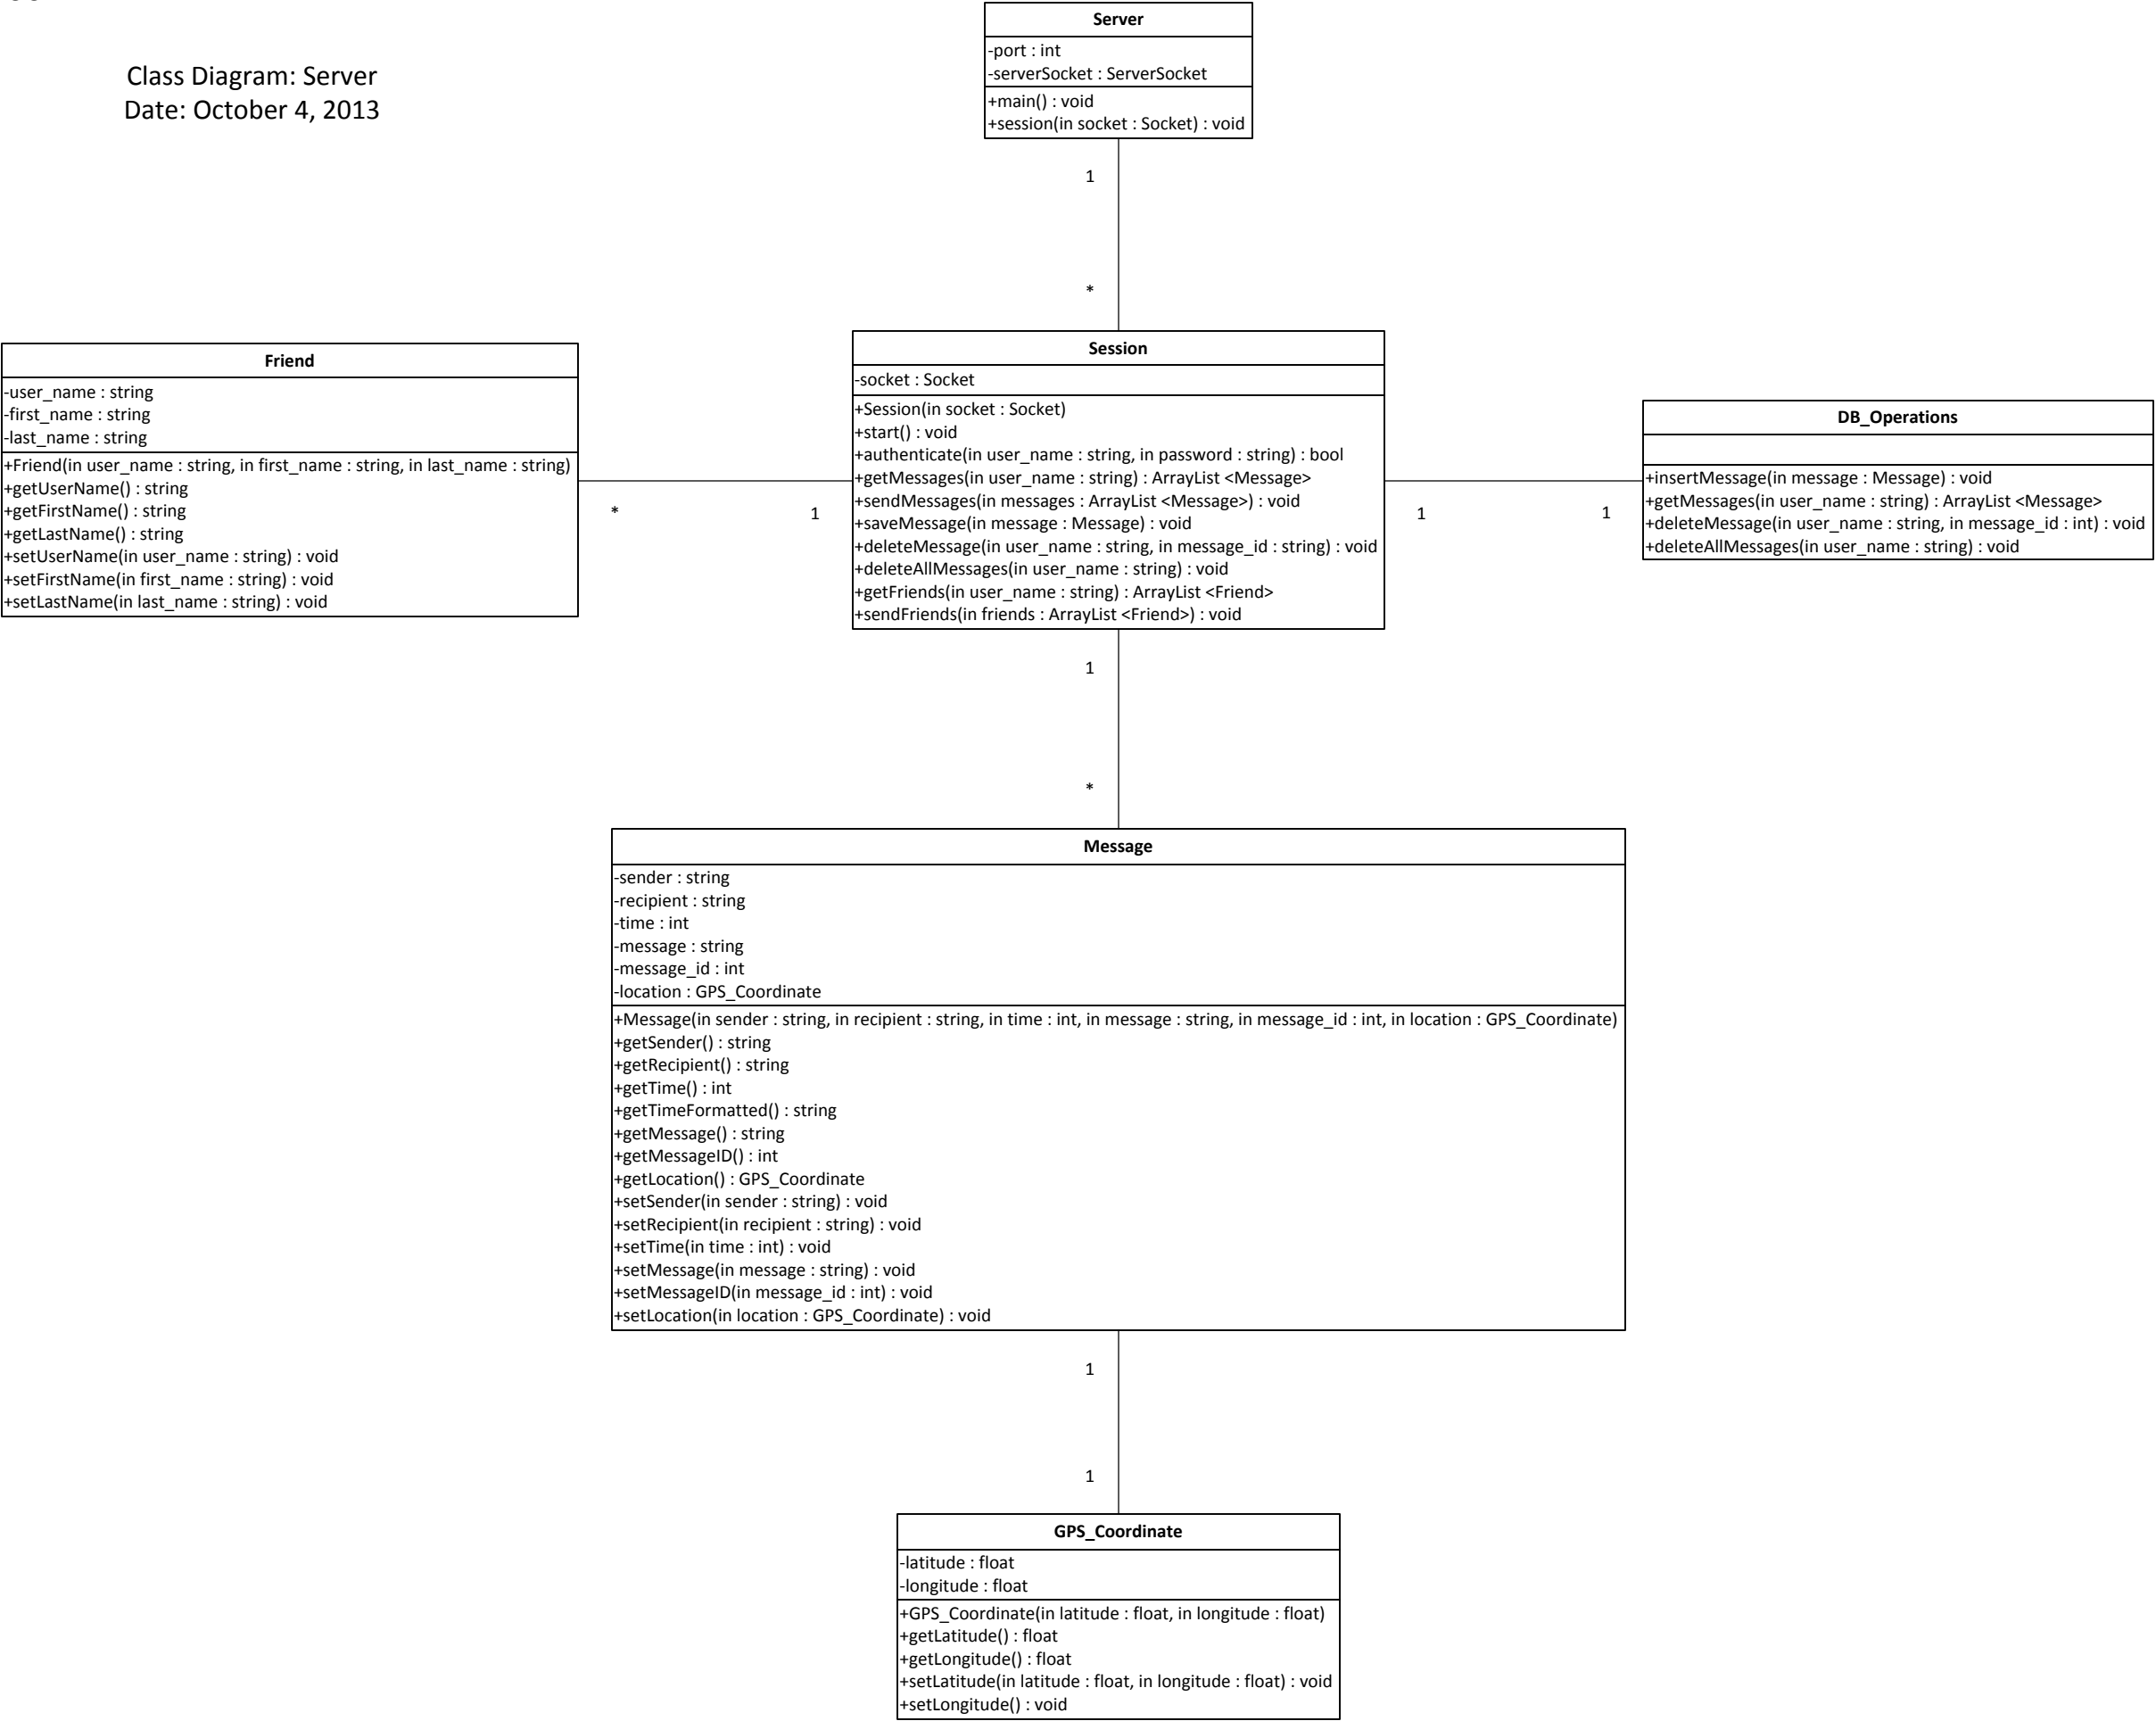 Class Diagram: Server
Date: October 4, 2013
Server
-port : int
-serverSocket : ServerSocket
+main() : void
+session(in socket : Socket) : void
1
*
Friend
-user_name : string
-first_name : string
-last_name : string
+Friend(in user_name : string, in first_name : string, in last_name : string)
+getUserName() : string
+getFirstName() : string
+getLastName() : string
+setUserName(in user_name : string) : void
+setFirstName(in first_name : string) : void
+setLastName(in last_name : string) : void
*
1
Session
-socket : Socket
+Session(in socket : Socket)
+start() : void
+authenticate(in user_name : string, in password : string) : bool
+getMessages(in user_name : string) : ArrayList <Message>
+sendMessages(in messages : ArrayList <Message>) : void
+saveMessage(in message : Message) : void
+deleteMessage(in user_name : string, in message_id : string) : void
+deleteAllMessages(in user_name : string) : void
+getFriends(in user_name : string) : ArrayList <Friend>
+sendFriends(in friends : ArrayList <Friend>) : void
1
1
DB_Operations
+insertMessage(in message : Message) : void
+getMessages(in user_name : string) : ArrayList <Message>
+deleteMessage(in user_name : string, in message_id : int) : void
+deleteAllMessages(in user_name : string) : void
1
*
Message
-sender : string
-recipient : string
-time : int
-message : string
-message_id : int
-location : GPS_Coordinate
+Message(in sender : string, in recipient : string, in time : int, in message : string, in message_id : int, in location : GPS_Coordinate)
+getSender() : string
+getRecipient() : string
+getTime() : int
+getTimeFormatted() : string
+getMessage() : string
+getMessageID() : int
+getLocation() : GPS_Coordinate
+setSender(in sender : string) : void
+setRecipient(in recipient : string) : void
+setTime(in time : int) : void
+setMessage(in message : string) : void
+setMessageID(in message_id : int) : void
+setLocation(in location : GPS_Coordinate) : void
1
1
GPS_Coordinate
-latitude : float
-longitude : float
+GPS_Coordinate(in latitude : float, in longitude : float)
+getLatitude() : float
+getLongitude() : float
+setLatitude(in latitude : float, in longitude : float) : void
+setLongitude() : void